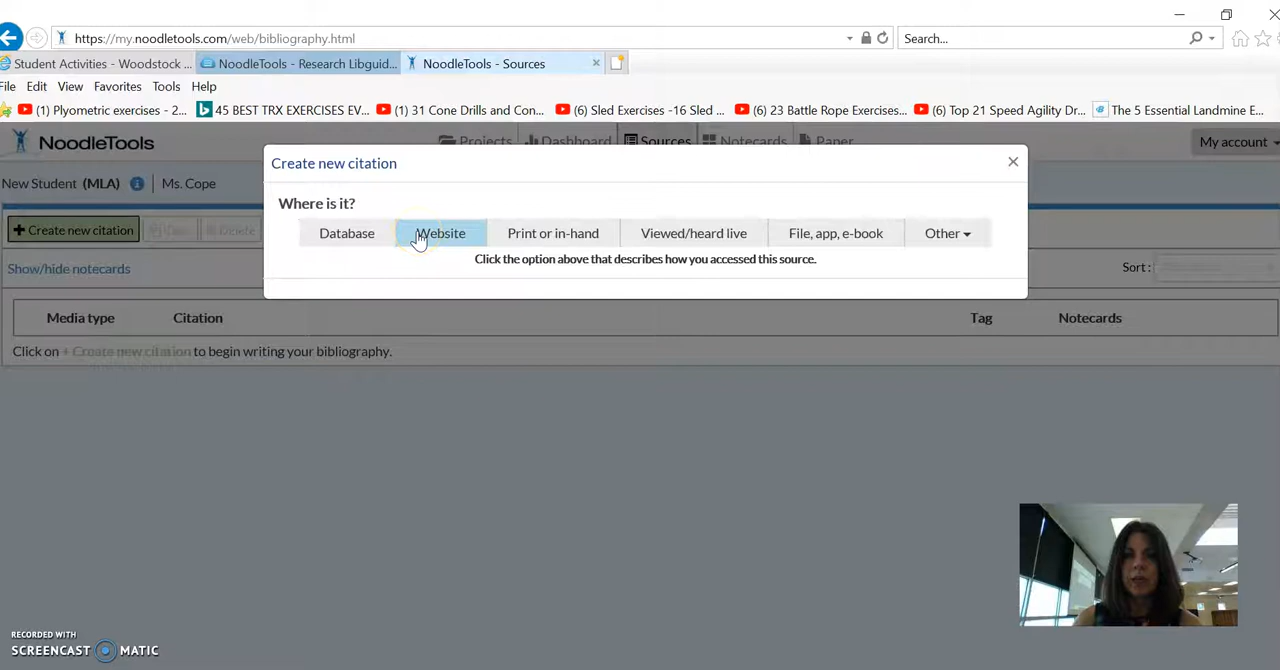 https://my.noodletools.com/web/bibliography.html
Search...
Student Activities - Woodstock ...
NoodleTools - Research Libguid...
NoodleTools - Sources
File Edit View Favorites Tools Help
(1) Plyometric exercises - 2...
45 BEST TRX EXERCISES EV...
(1) 31 Cone Drills and Con...
(6) Sled Exercises -16 Sled ...
(6) 23 Battle Rope Exercises...
(6) Top 21 Speed Agility Dr...
The 5 Essential Landmine E...
NoodleTools
Projects Dashboard Sources Notecards Paper
My account
Create new citation
New Student (MLA) Ms. Cope
Where is it?
+ Create new citation
Delete
Database Website Print or in-hand Viewed/heard live File, app, e-book Other
Click the option above that describes how you accessed this source.
Show/hide notecards
Sort :
Media type Citation Tag Notecards
Click on + Create new citation to begin writing your bibliography.
RECORDED WITH
SCREENCAST MATIC